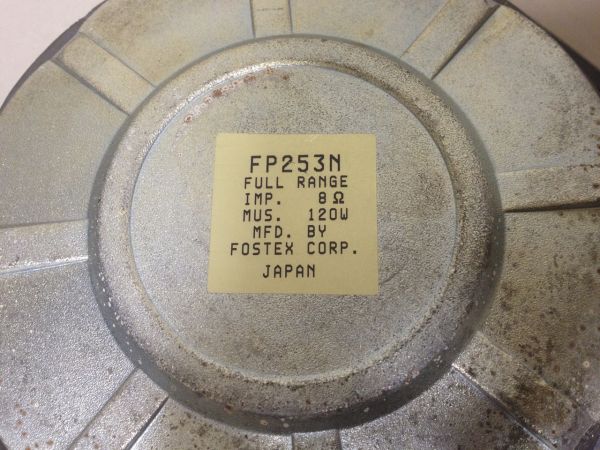 FP253N
FULL RANGE
IMP. 8Ω
MUS. 120W
MFD. BY
FOSTEX CORP.
JAPAN